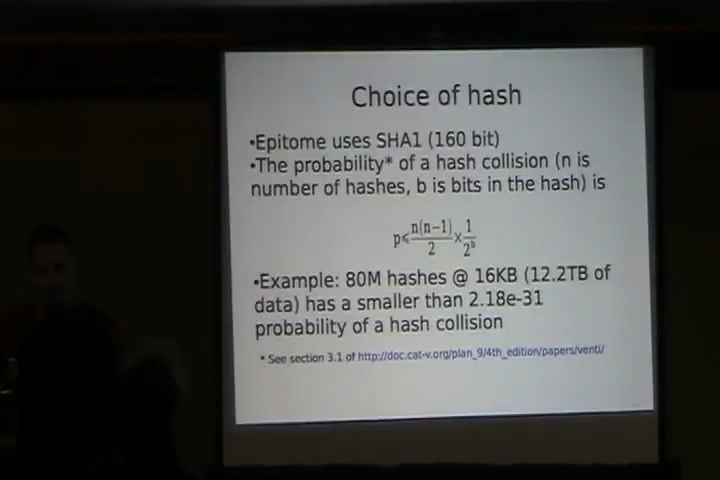 Choice of hash
•Epitome uses SHA1 (160 bit)
•The probability* of a hash collision (n is
number of hashes, b is bits in the hash) is
p≤n(n−1)/2×1/2^b
•Example: 80M hashes @ 16KB (12.2TB of
data) has a smaller than 2.18e-31
probability of a hash collision
* See section 3.1 of http://doc.cat-v.org/plan_9/4th_edition/papers/venti/